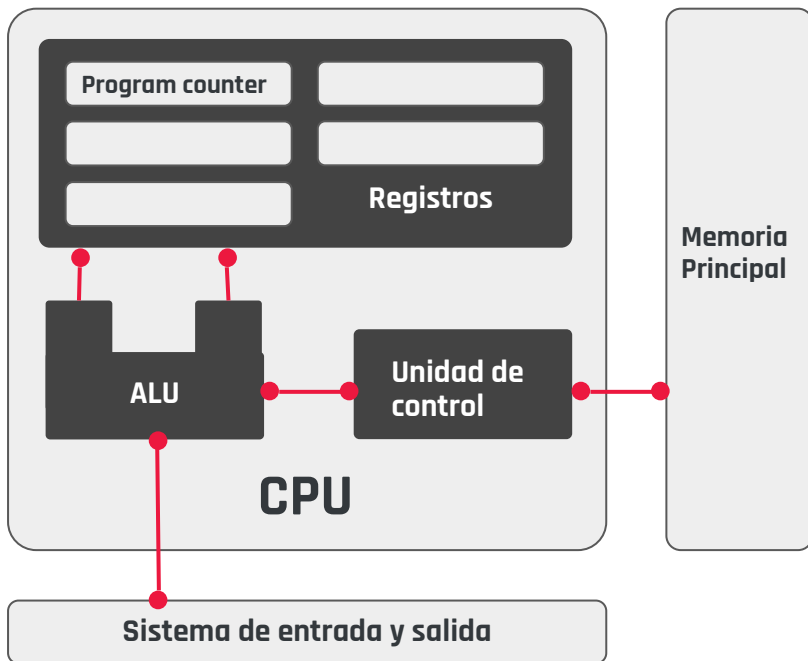 Program counter
Registros
Memoria
Principal
ALU
Unidad de
control
CPU
Sistema de entrada y salida